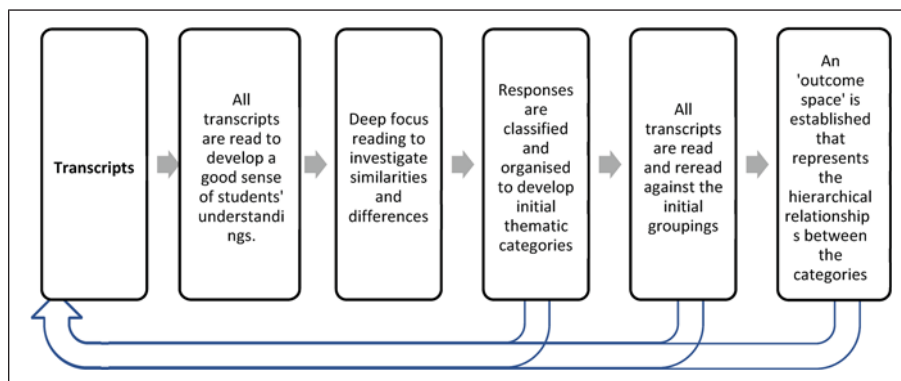 Transcripts
All
transcripts
are read to
develop a
good sense
of students'
understandi
ngs.
Deep focus
reading to
investigate
similarities
and
differences
Responses
are
classified
and
organised
to develop
initial
thematic
categories
All
transcripts
are read
and reread
against the
initial
groupings
An
'outcome
space' is
established
that
represents
the
hierarchical
relationship
s between
the
categories